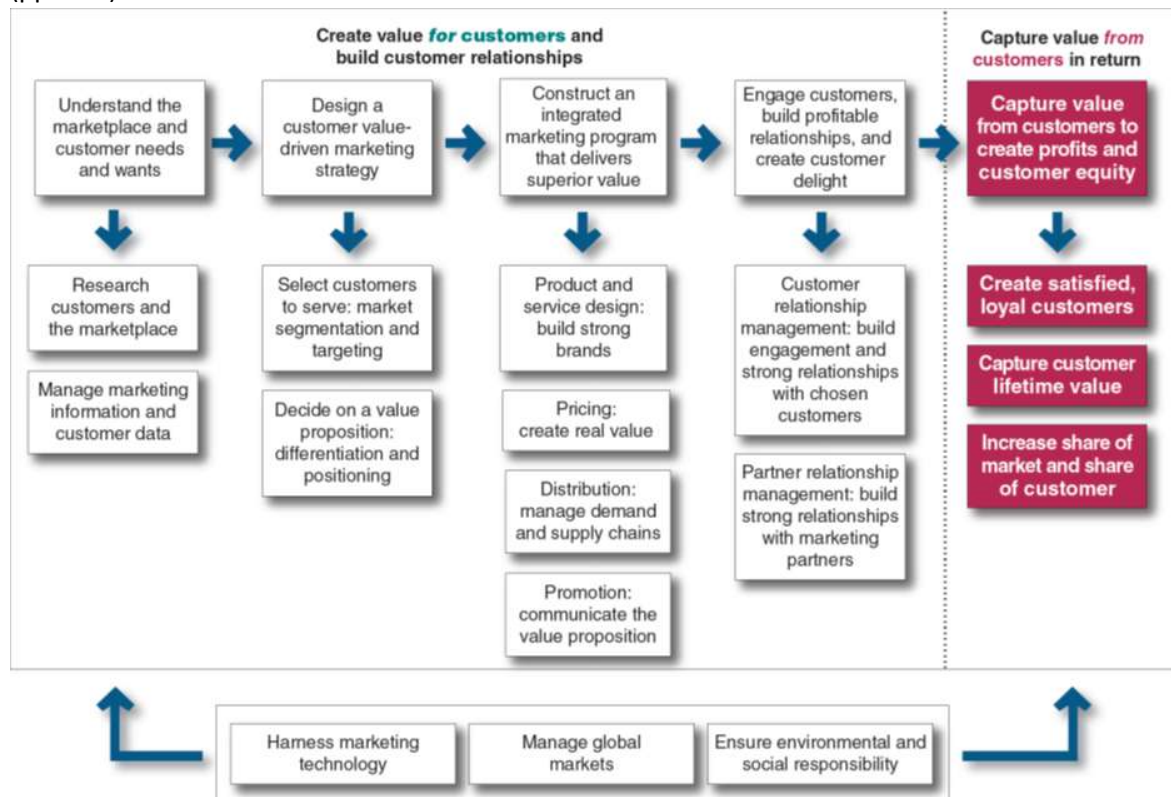 Create value for customers and
build customer relationships
Capture value from
customers in return
Understand the
marketplace and
customer needs
and wants
Design a
customer value-
driven marketing
strategy
Construct an
integrated
marketing program
that delivers
superior value
Engage customers,
build profitable
relationships, and
create customer
delight
Capture value
from customers to
create profits and
customer equity
Research
customers and
the marketplace
Manage marketing
information and
customer data
Select customers
to serve: market
segmentation and
targeting
Decide on a value
proposition:
differentiation and
positioning
Product and
service design:
build strong
brands
Pricing:
create real value
Distribution:
manage demand
and supply chains
Promotion:
communicate the
value proposition
Customer
relationship
management: build
engagement and
strong relationships
with chosen
customers
Partner relationship
management: build
strong relationships
with marketing
partners
Create satisfied,
loyal customers
Capture customer
lifetime value
Increase share of
market and share
of customer
Harness marketing
technology
Manage global
markets
Ensure environmental and
social responsibility